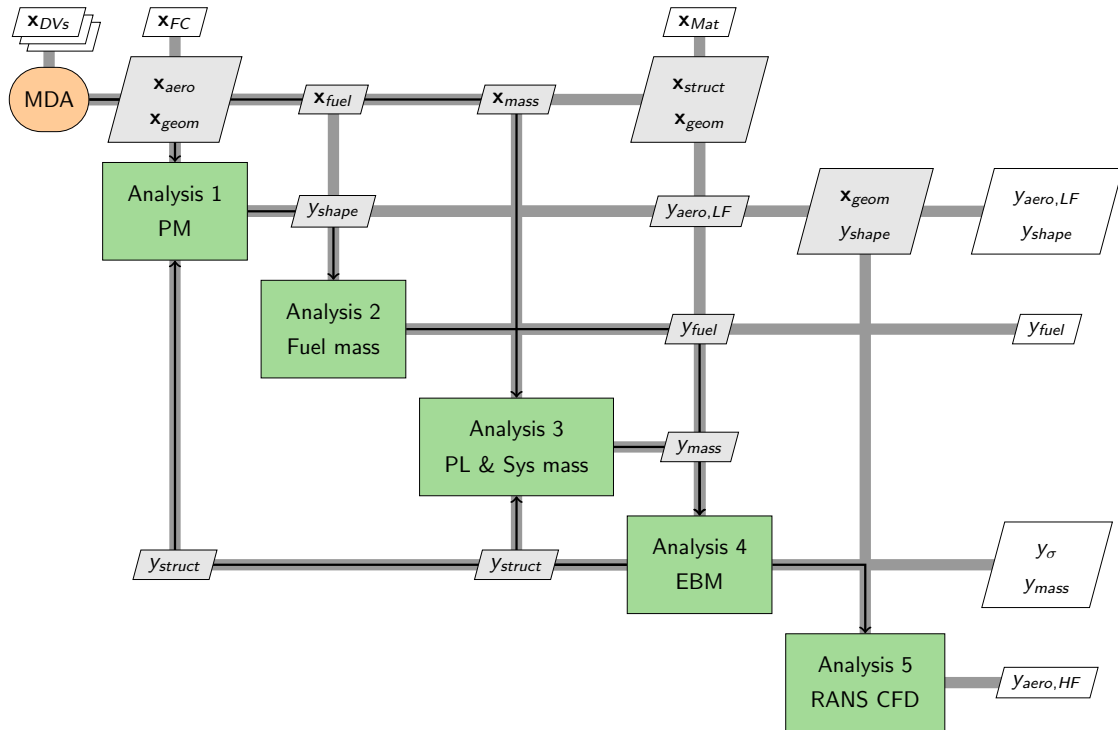 x_DVs
x_FC
x_Mat
MDA
x_aero
x_geom
x_fuel
x_mass
x_struct
x_geom
Analysis 1
PM
y_shape
y_aero,LF
x_geom
y_shape
y_aero,LF
y_shape
Analysis 2
Fuel mass
y_fuel
y_fuel
Analysis 3
PL & Sys mass
y_mass
y_struct
y_struct
Analysis 4
EBM
y_σ
y_mass
Analysis 5
RANS CFD
y_aero,HF